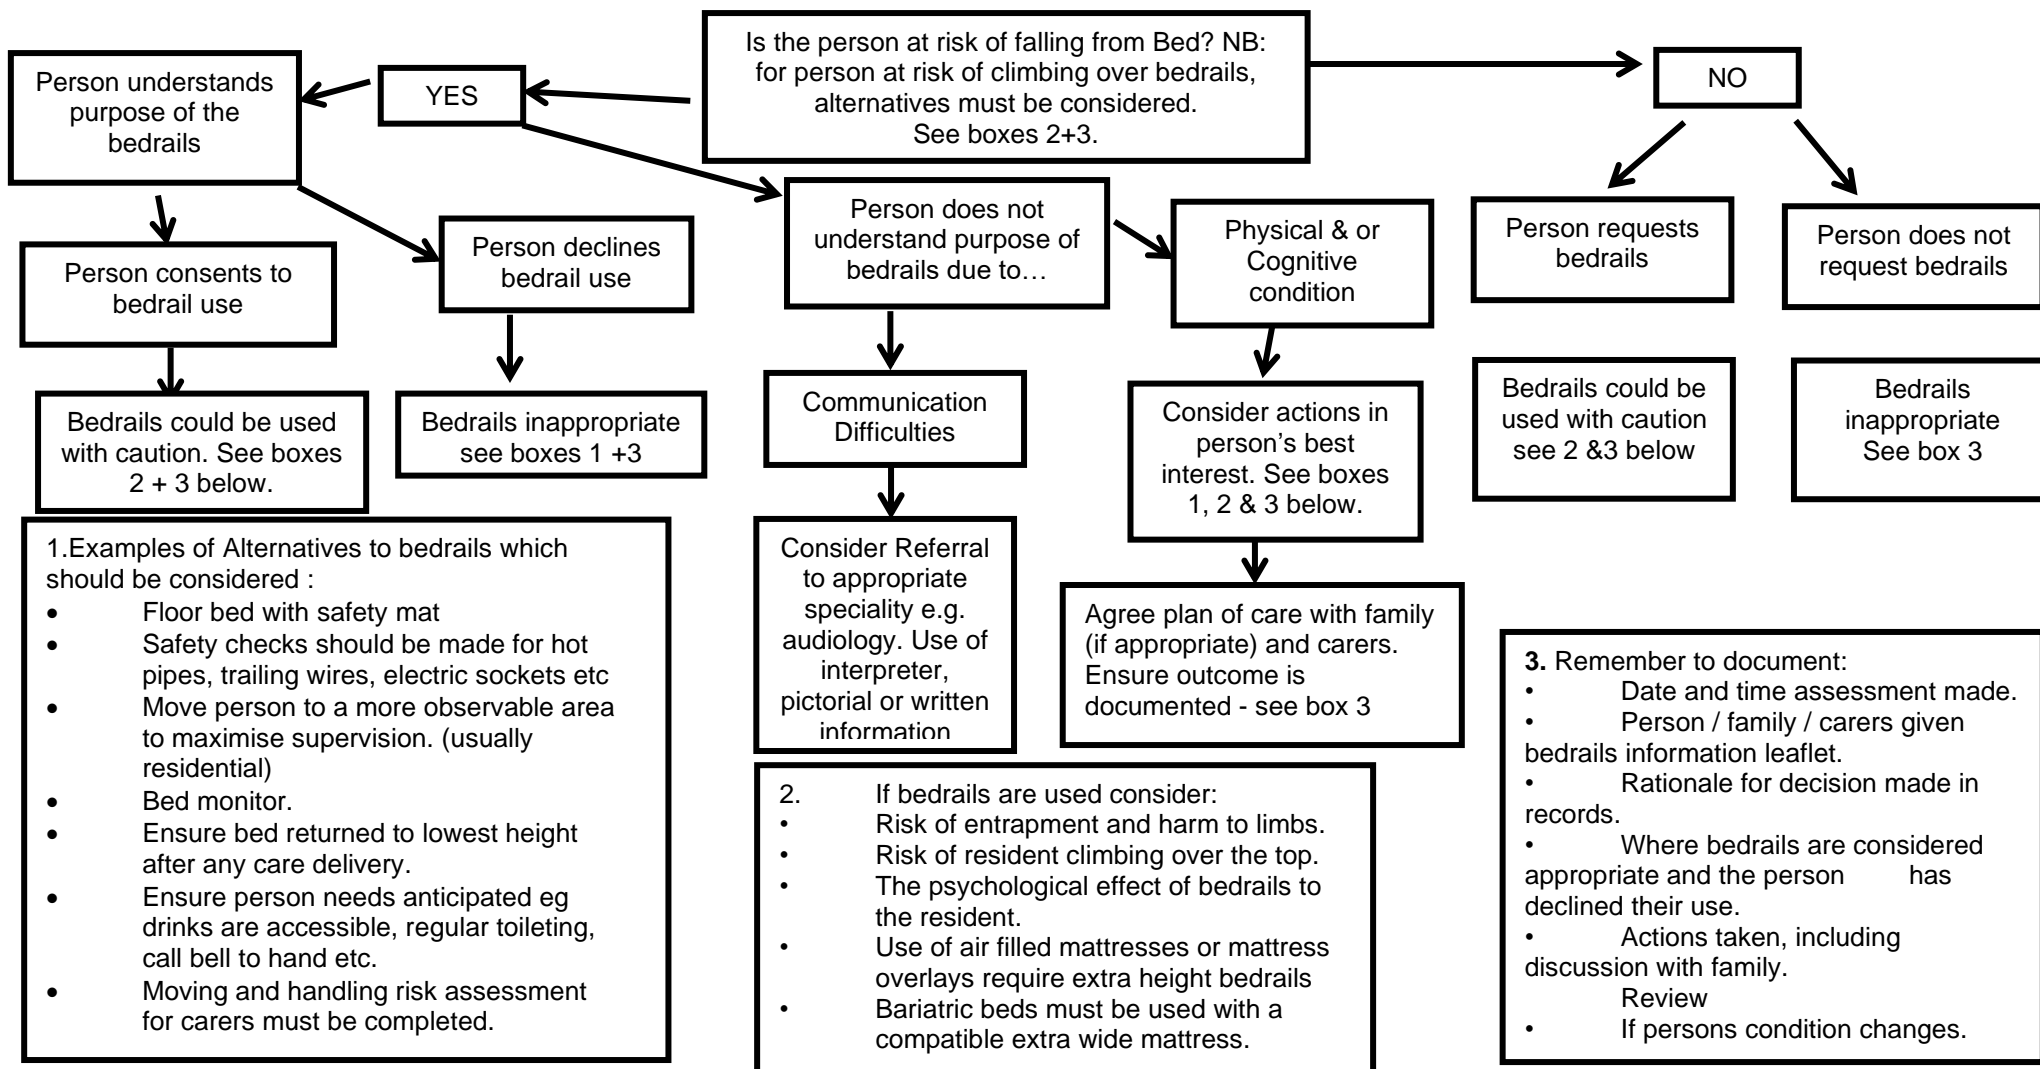 Is the person at risk of falling from Bed? NB:
for person at risk of climbing over bedrails,
alternatives must be considered.
See boxes 2+3.
YES
NO
Person understands
purpose of the
bedrails
Person does not
understand purpose of
bedrails due to…
Physical & or
Cognitive
condition
Person requests
bedrails
Person does not
request bedrails
Person consents to
bedrail use
Person declines
bedrail use
Bedrails could be used
with caution. See boxes
2 + 3 below.
Bedrails inappropriate
see boxes 1 +3
Communication
Difficulties
Consider actions in
person’s best
interest. See boxes
1, 2 & 3 below.
Bedrails could be
used with caution
see 2 &3 below
Bedrails
inappropriate
See box 3
Consider Referral
to appropriate
speciality e.g.
audiology. Use of
interpreter,
pictorial or written
information
Agree plan of care with family
(if appropriate) and carers.
Ensure outcome is
documented - see box 3
1.Examples of Alternatives to bedrails which
should be considered :
• Floor bed with safety mat
• Safety checks should be made for hot
pipes, trailing wires, electric sockets etc
• Move person to a more observable area
to maximise supervision. (usually
residential)
• Bed monitor.
• Ensure bed returned to lowest height
after any care delivery.
• Ensure person needs anticipated eg
drinks are accessible, regular toileting,
call bell to hand etc.
• Moving and handling risk assessment
for carers must be completed.
2. If bedrails are used consider:
• Risk of entrapment and harm to limbs.
• Risk of resident climbing over the top.
• The psychological effect of bedrails to
the resident.
• Use of air filled mattresses or mattress
overlays require extra height bedrails
• Bariatric beds must be used with a
compatible extra wide mattress.
3. Remember to document:
• Date and time assessment made.
• Person / family / carers given
bedrails information leaflet.
• Rationale for decision made in
records.
• Where bedrails are considered
appropriate and the person has
declined their use.
• Actions taken, including
discussion with family.
Review
• If persons condition changes.